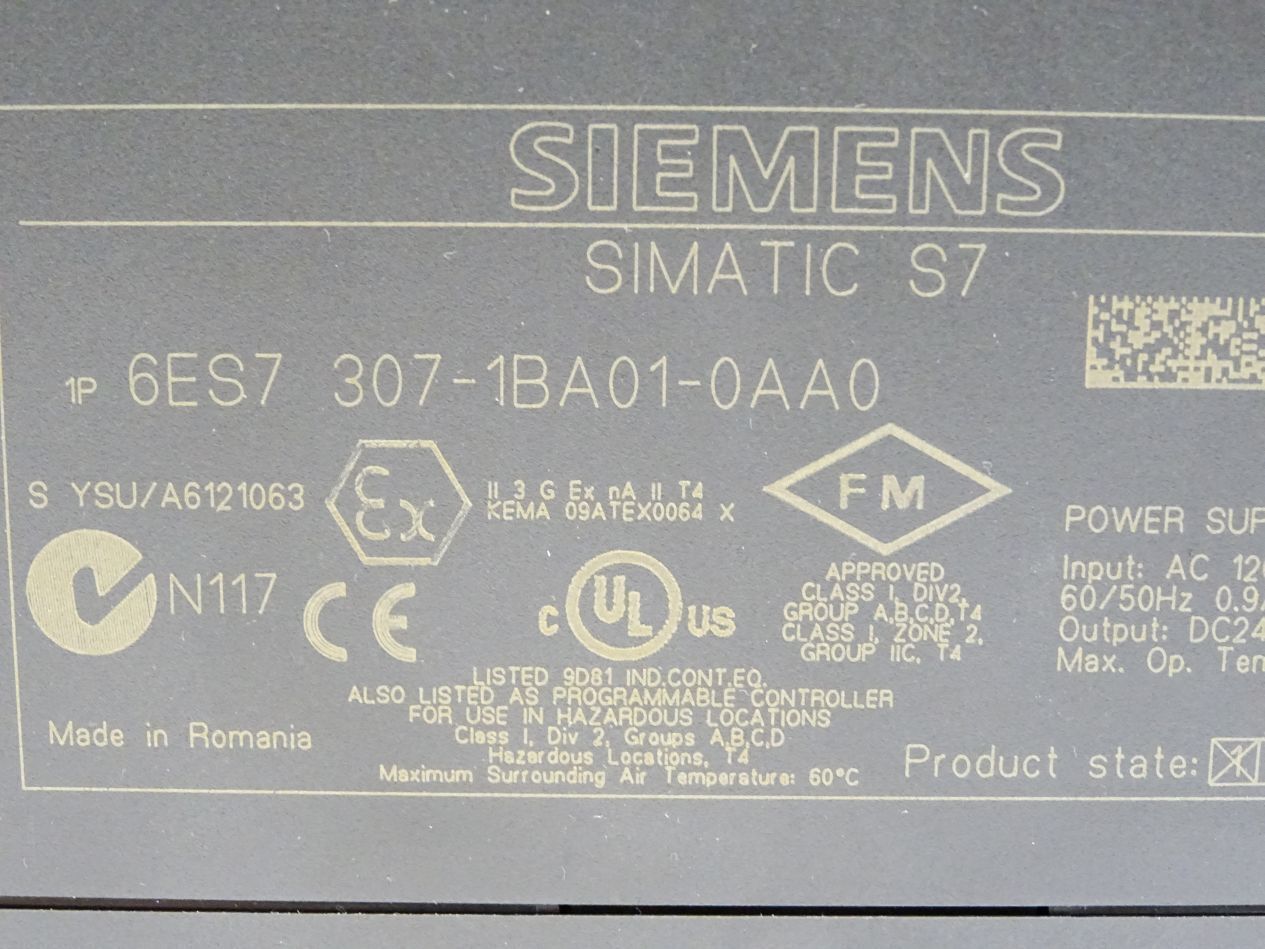 SIEMENS
SIMATIC S7
1P 6ES7 307-1BA01-0AA0
S YSU/A6121063
Ex
II 3 G Ex nA II T4
KEMA 09ATEX0064 X
FM
APPROVED
CLASS I, DIV2,
GROUP A,B,C,D,T4
CLASS I, ZONE 2,
GROUP IIC, T4
N117
CE
c UL US
LISTED 9D81 IND.CONT.EQ.
ALSO LISTED AS PROGRAMMABLE CONTROLLER
FOR USE IN HAZARDOUS LOCATIONS
Class I, Div 2, Groups A,B,C,D
Hazardous Locations, T4
Maximum Surrounding Air Temperature: 60°C
Made in Romania
POWER SUP
Input: AC 12
60/50Hz 0.9
Output: DC24
Max. Op. Tem
Product state: 1